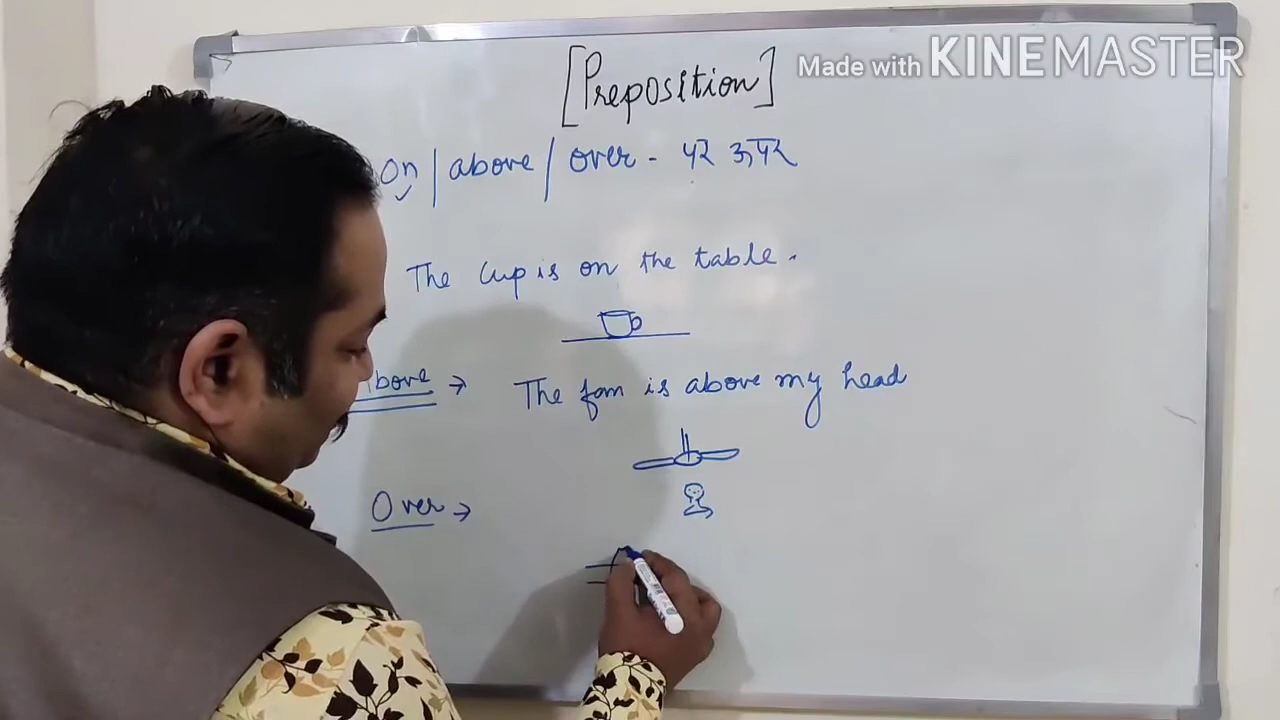 Made with KINEMASTER
[Preposition]
On / above / over - पर ऊपर
The Cup is on the table.
Above → The fan is above my head
Over →